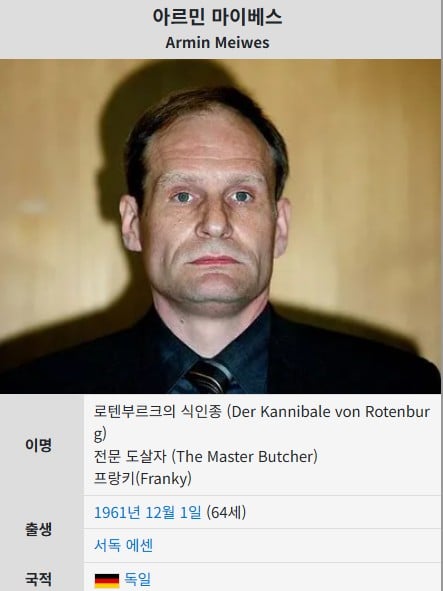 아르민 마이베스
Armin Meiwes
이명
로텐부르크의 식인종 (Der Kannibale von Rotenbur
g)
전문 도살자 (The Master Butcher)
프랑키(Franky)
출생
1961년 12월 1일 (64세)
서독 에센
국적
독일